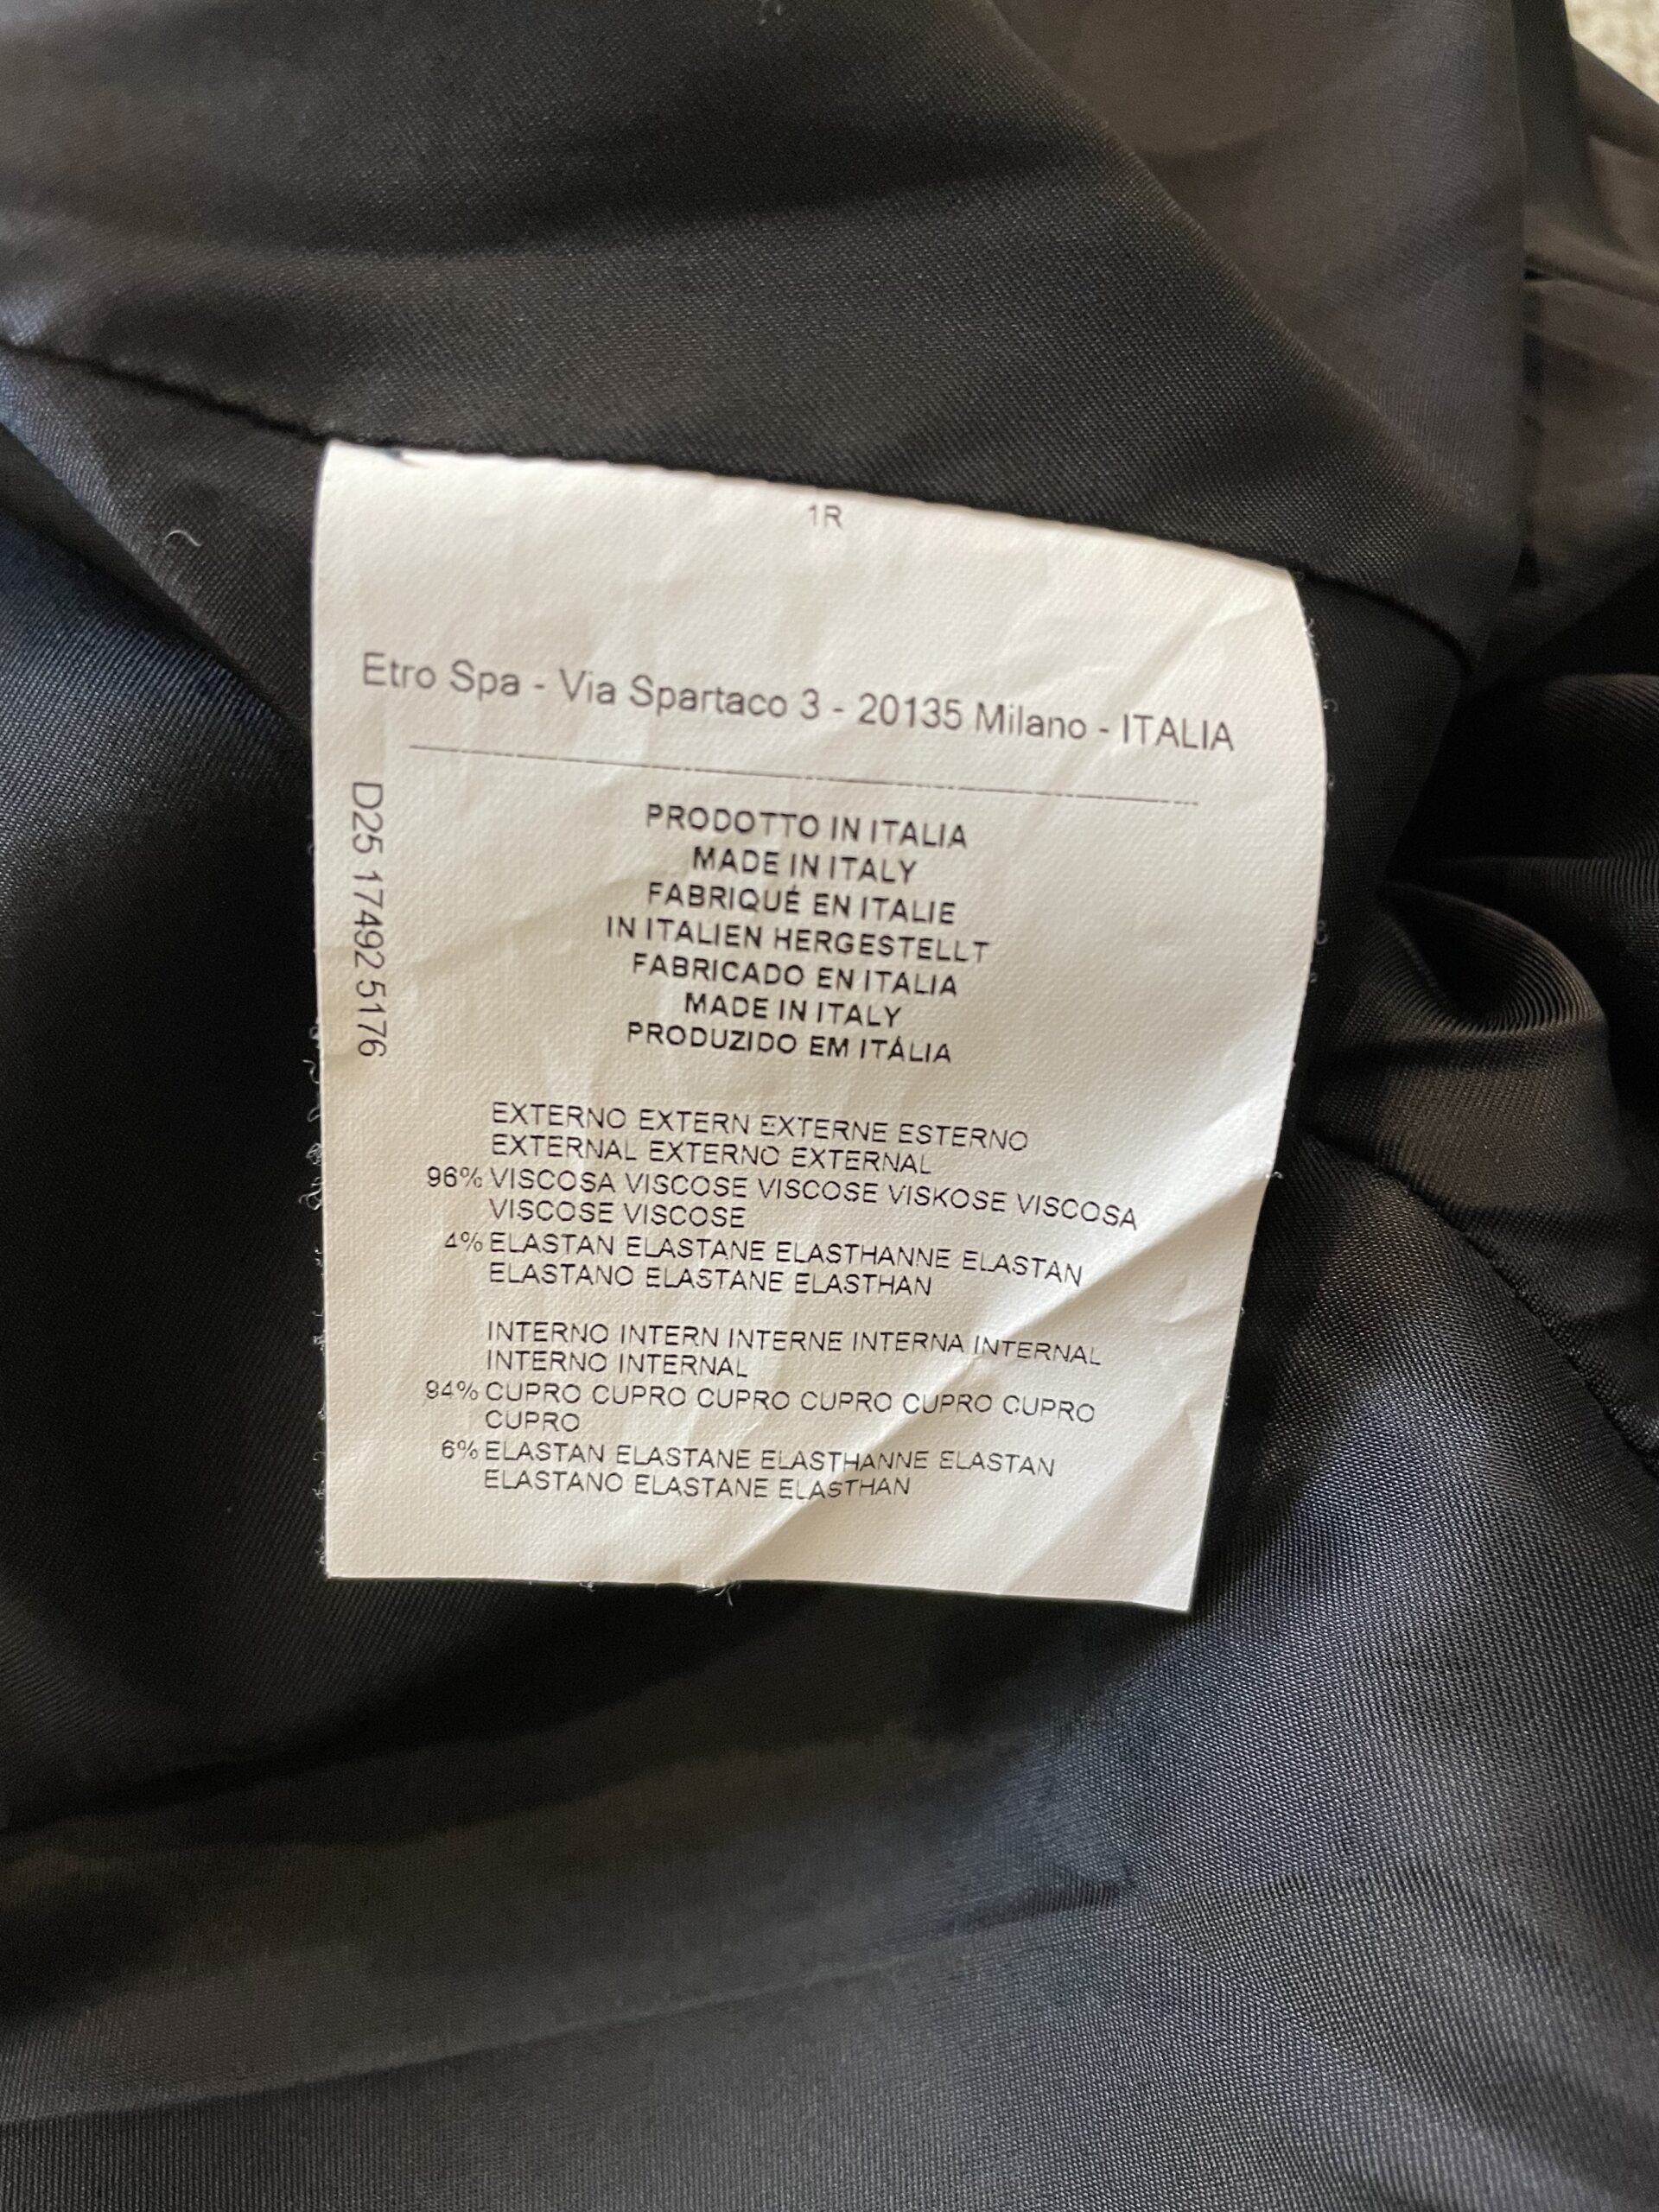 1R
Etro Spa - Via Spartaco 3 - 20135 Milano - ITALIA
D25 17492 5176
PRODOTTO IN ITALIA
MADE IN ITALY
FABRIQUÉ EN ITALIE
IN ITALIEN HERGESTELLT
FABRICADO EN ITALIA
MADE IN ITALY
PRODUZIDO EM ITÁLIA
EXTERNO EXTERN EXTERNE ESTERNO
EXTERNAL EXTERNO EXTERNAL
96% VISCOSA VISCOSE VISCOSE VISKOSE VISCOSA
VISCOSE VISCOSE
4% ELASTAN ELASTANE ELASTHANNE ELASTAN
ELASTANO ELASTANE ELASTHAN
INTERNO INTERN INTERNE INTERNA INTERNAL
INTERNO INTERNAL
94% CUPRO CUPRO CUPRO CUPRO CUPRO CUPRO
CUPRO
6% ELASTAN ELASTANE ELASTHANNE ELASTAN
ELASTANO ELASTANE ELASTHAN